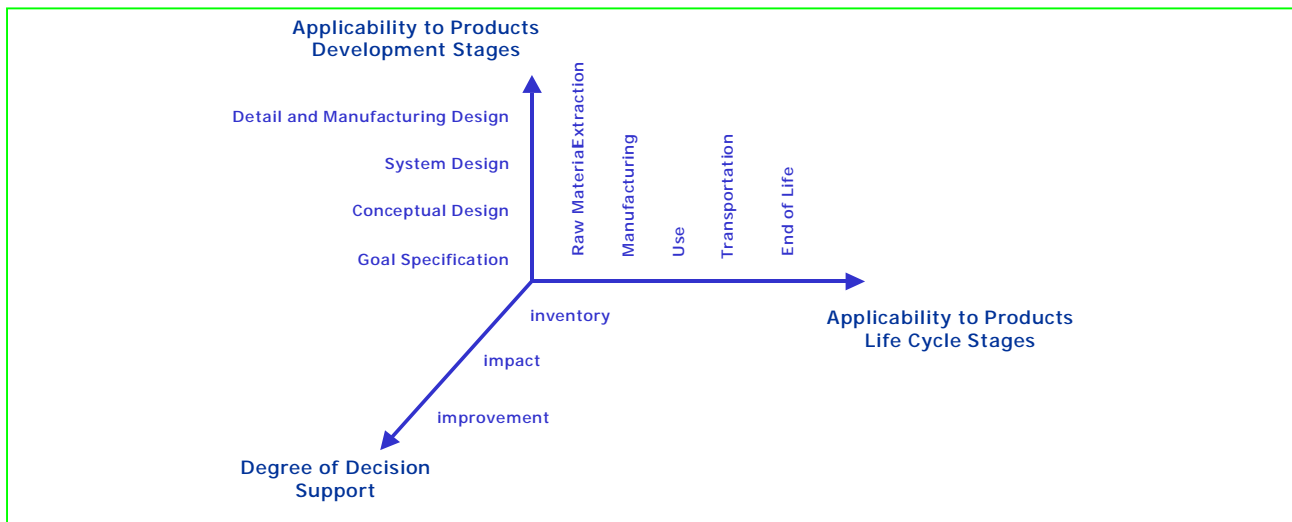 Applicability to Products
Development Stages
Detail and Manufacturing Design
System Design
Conceptual Design
Goal Specification
Raw MateriaExtraction
Manufacturing
Use
Transportation
End of Life
inventory
impact
improvement
Applicability to Products
Life Cycle Stages
Degree of Decision
Support